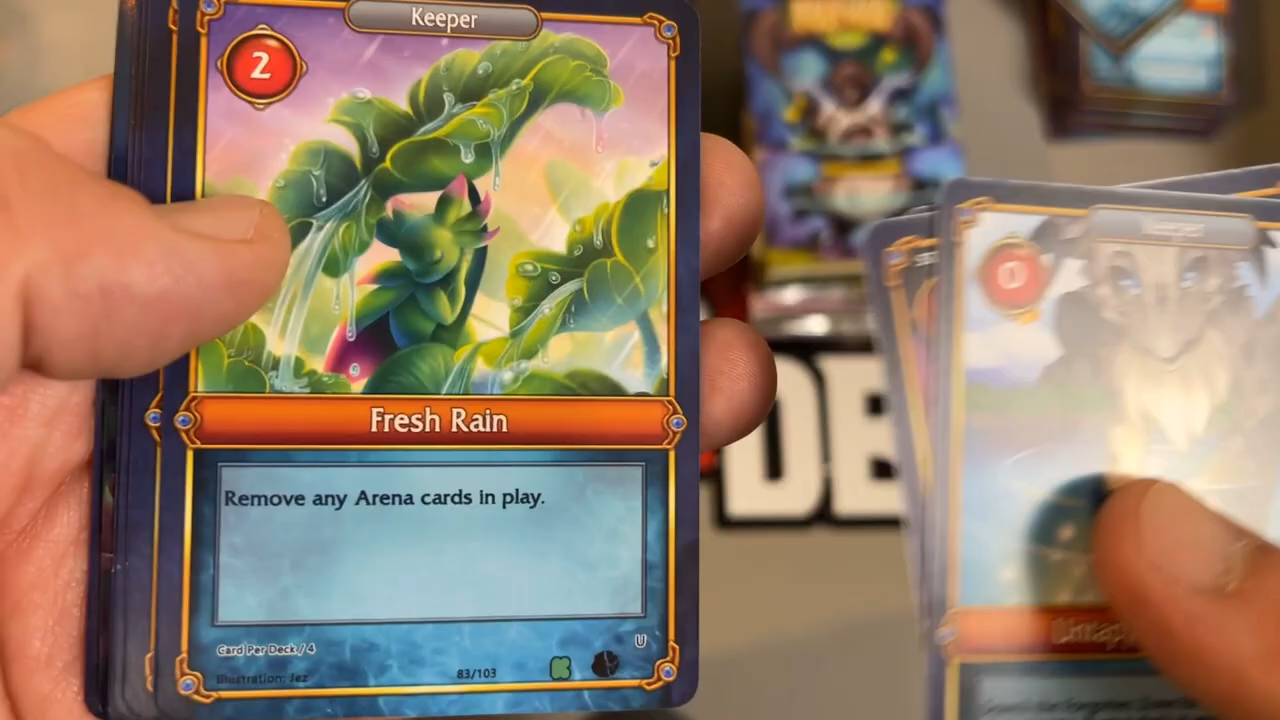 Keeper
2
Fresh Rain
Remove any Arena cards in play.
Card Per Deck / 4
U
Illustration: Jez
83/103
Keeper
0
DE